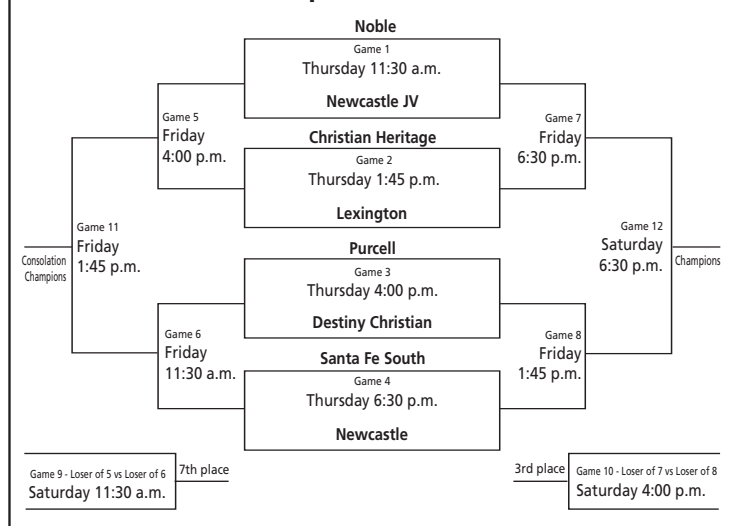 Noble
Game 1
Thursday 11:30 a.m.
Newcastle JV
Game 5
Friday
4:00 p.m.
Game 7
Friday
6:30 p.m.
Christian Heritage
Game 2
Thursday 1:45 p.m.
Lexington
Game 11
Friday
1:45 p.m.
Consolation
Champions
Game 12
Saturday
6:30 p.m.
Champions
Purcell
Game 3
Thursday 4:00 p.m.
Destiny Christian
Game 6
Friday
11:30 a.m.
Game 8
Friday
1:45 p.m.
Santa Fe South
Game 4
Thursday 6:30 p.m.
Newcastle
Game 9 - Loser of 5 vs Loser of 6
Saturday 11:30 a.m.
7th place
3rd place
Game 10 - Loser of 7 vs Loser of 8
Saturday 4:00 p.m.